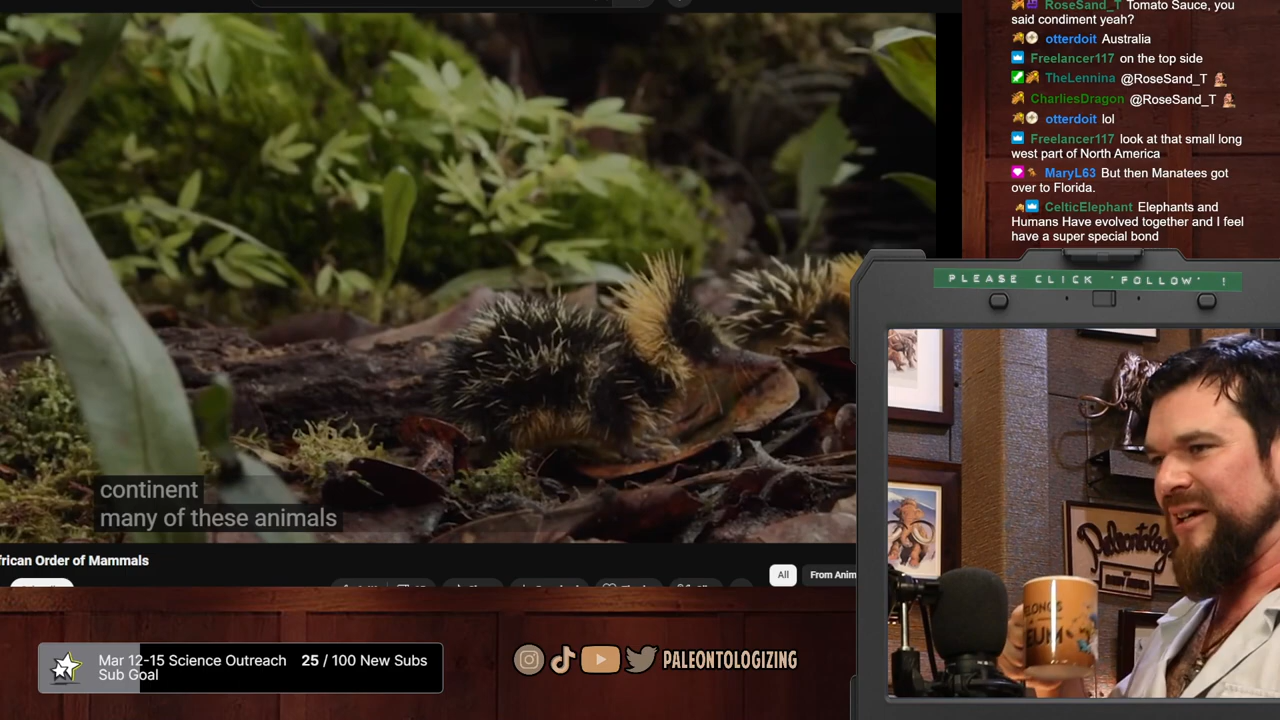 RoseSand_T Tomato Sauce, you
said condiment yeah?
otterdoit Australia
Freelancer117 on the top side
TheLennina @RoseSand_T
CharliesDragon @RoseSand_T
otterdoit lol
Freelancer117 look at that small long
west part of North America
MaryL63 But then Manatees got
over to Florida.
CelticElephant Elephants and
Humans Have evolved together and I feel
have a super special bond
PLEASE CLICK "FOLLOW" !
continent
many of these animals
rican Order of Mammals
All
From Anim
Mar 12-15 Science Outreach 25 / 100 New Subs
Sub Goal
PALEONTOLOGIZING